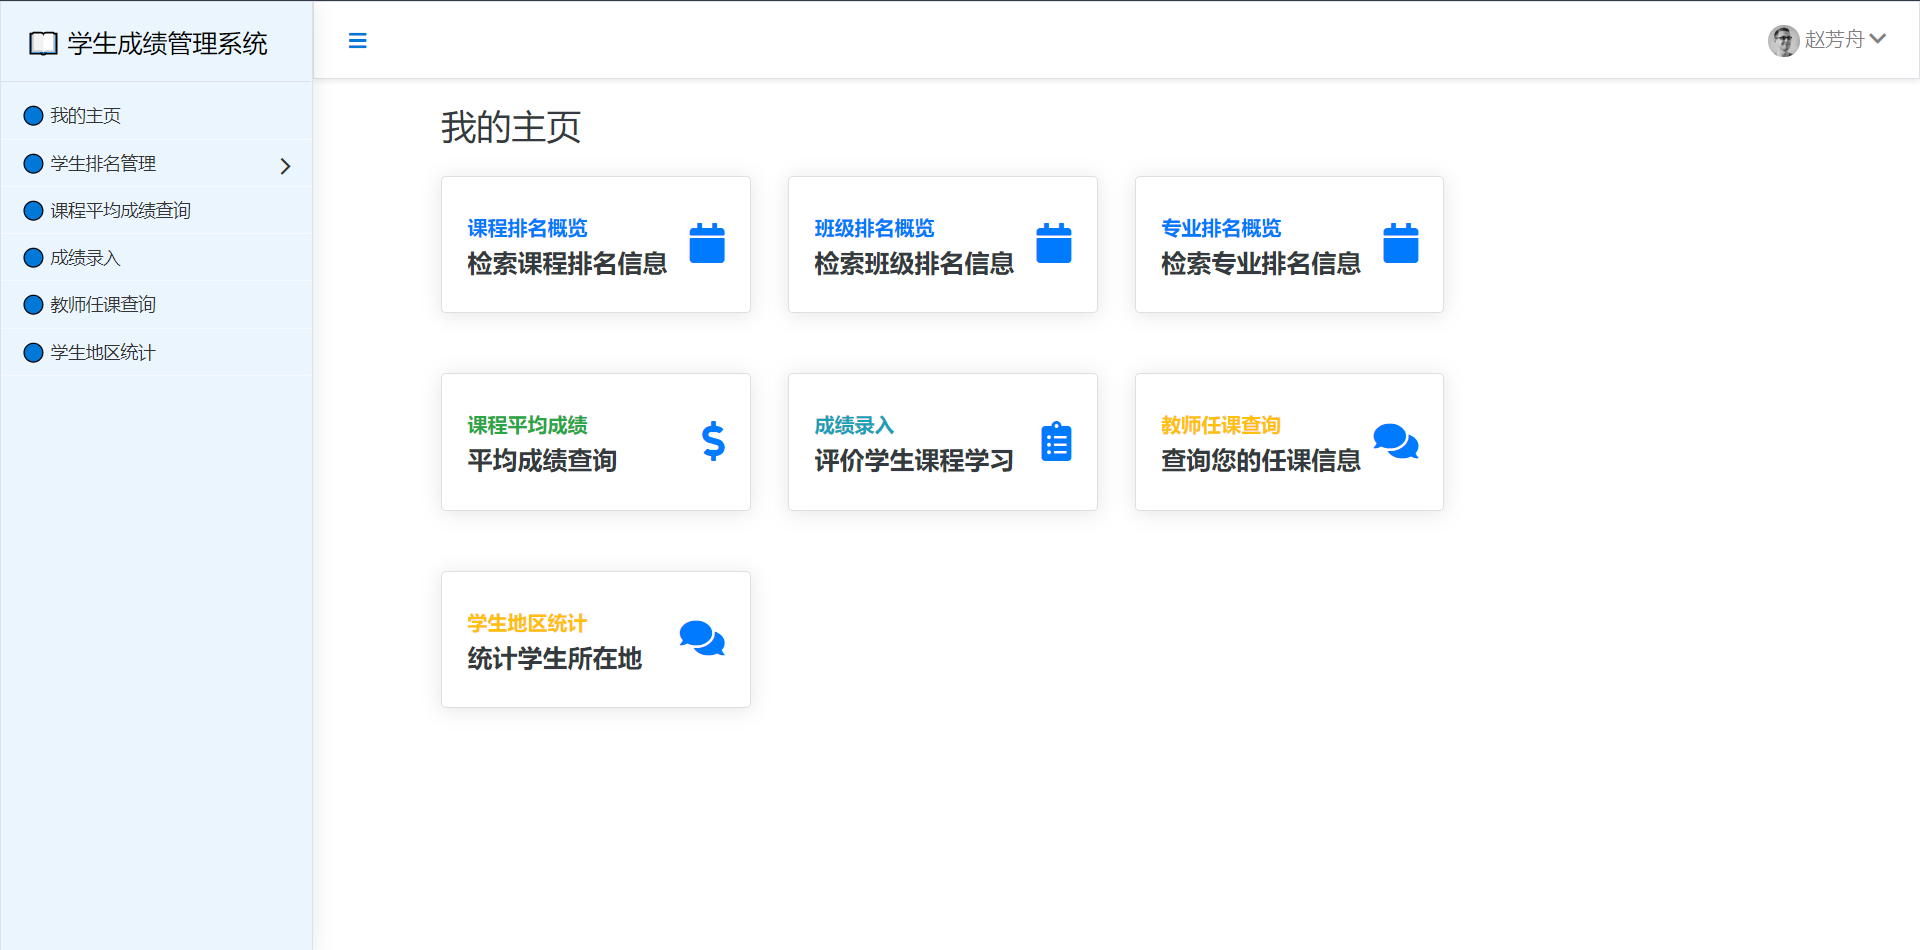 学生成绩管理系统
赵芳舟
我的主页
学生排名管理
课程平均成绩查询
成绩录入
教师任课查询
学生地区统计
我的主页
课程排名概览
检索课程排名信息
班级排名概览
检索班级排名信息
专业排名概览
检索专业排名信息
课程平均成绩
平均成绩查询
成绩录入
评价学生课程学习
教师任课查询
查询您的任课信息
学生地区统计
统计学生所在地